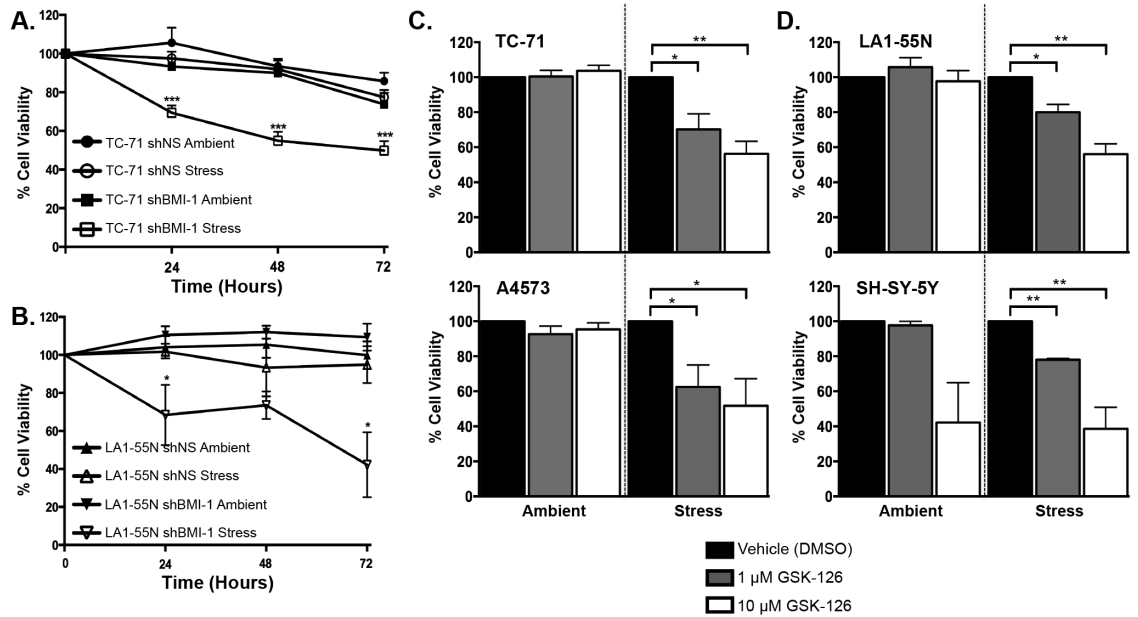 A.
120
100
80
60
40
20
0
% Cell Viability
***
***
***
TC-71 shNS Ambient
TC-71 shNS Stress
TC-71 shBMI-1 Ambient
TC-71 shBMI-1 Stress
24
48
72
Time (Hours)
B.
120
100
80
60
40
20
0
% Cell Viability
*
*
LA1-55N shNS Ambient
LA1-55N shNS Stress
LA1-55N shBMI-1 Ambient
LA1-55N shBMI-1 Stress
0
24
48
72
Time (Hours)
C.
TC-71
120
100
80
60
40
20
0
% Cell Viability
**
*
A4573
120
100
80
60
40
20
0
% Cell Viability
*
*
Ambient
Stress
D.
LA1-55N
120
100
80
60
40
20
0
% Cell Viability
**
*
SH-SY-5Y
120
100
80
60
40
20
0
% Cell Viability
**
**
Ambient
Stress
Vehicle (DMSO)
1 µM GSK-126
10 µM GSK-126